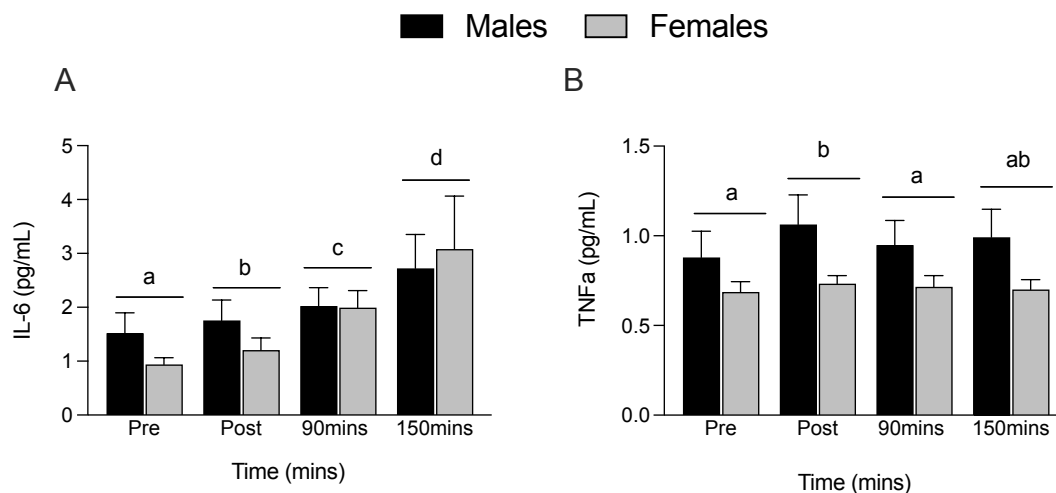 Males Females
A
B
5
4
3
2
1
0
IL-6 (pg/mL)
a
b
c
d
Pre Post 90mins 150mins
Time (mins)
1.5
1.0
0.5
0.0
TNFa (pg/mL)
a
b
a
ab
Pre Post 90mins 150mins
Time (mins)